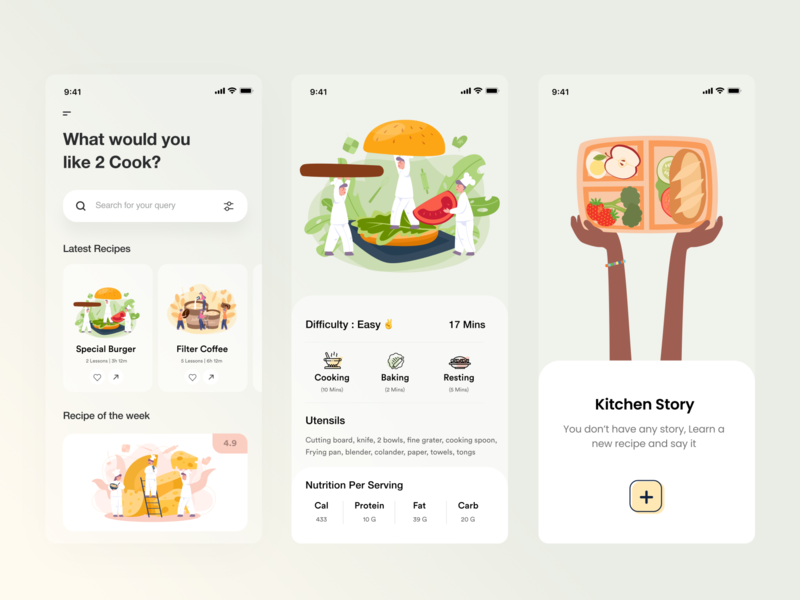 9:41
What would you
like 2 Cook?
Search for your query
Latest Recipes
Special Burger
2 Lessons | 3h 12m
Filter Coffee
5 Lessons | 6h 12m
Recipe of the week
4.9
9:41
Difficulty : Easy ✌️
17 Mins
Cooking
(10 Mins)
Baking
(2 Mins)
Resting
(5 Mins)
Utensils
Cutting board, knife, 2 bowls, fine grater, cooking spoon,
Frying pan, blender, colander, paper, towels, tongs
Nutrition Per Serving
Cal
Protein
Fat
Carb
433
10 G
39 G
20 G
9:41
Kitchen Story
You don't have any story, Learn a
new recipe and say it